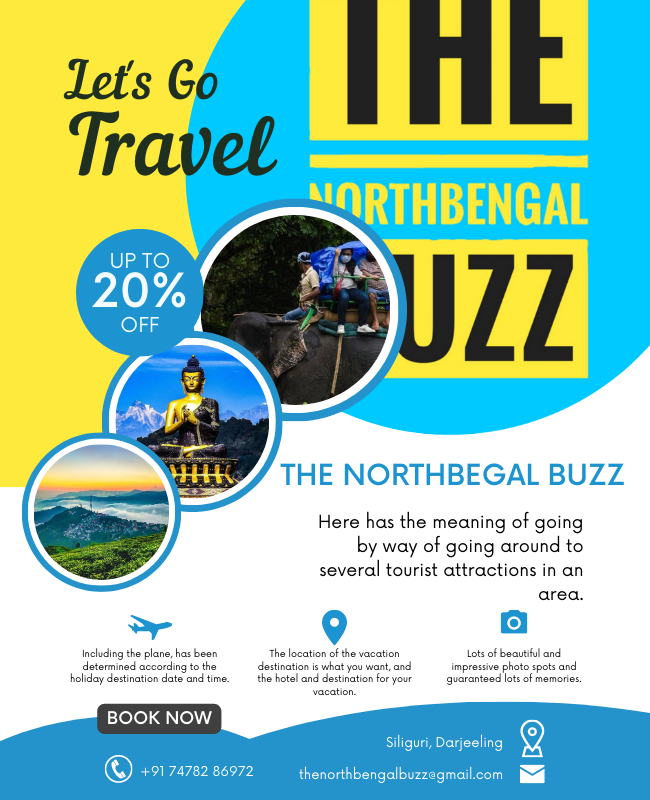 Let's Go
Travel
THE
NORTHBENGAL
BUZZ
UP TO
20%
OFF
THE NORTHBEGAL BUZZ
Here has the meaning of going
by way of going around to
several tourist attractions in an
area.
Including the plane, has been
determined according to the
holiday destination date and time.
The location of the vacation
destination is what you want, and
the hotel and destination for your
vacation.
Lots of beautiful and
impressive photo spots and
guaranteed lots of memories.
BOOK NOW
+91 74782 86972
Siliguri, Darjeeling
thenorthbengalbuzz@gmail.com